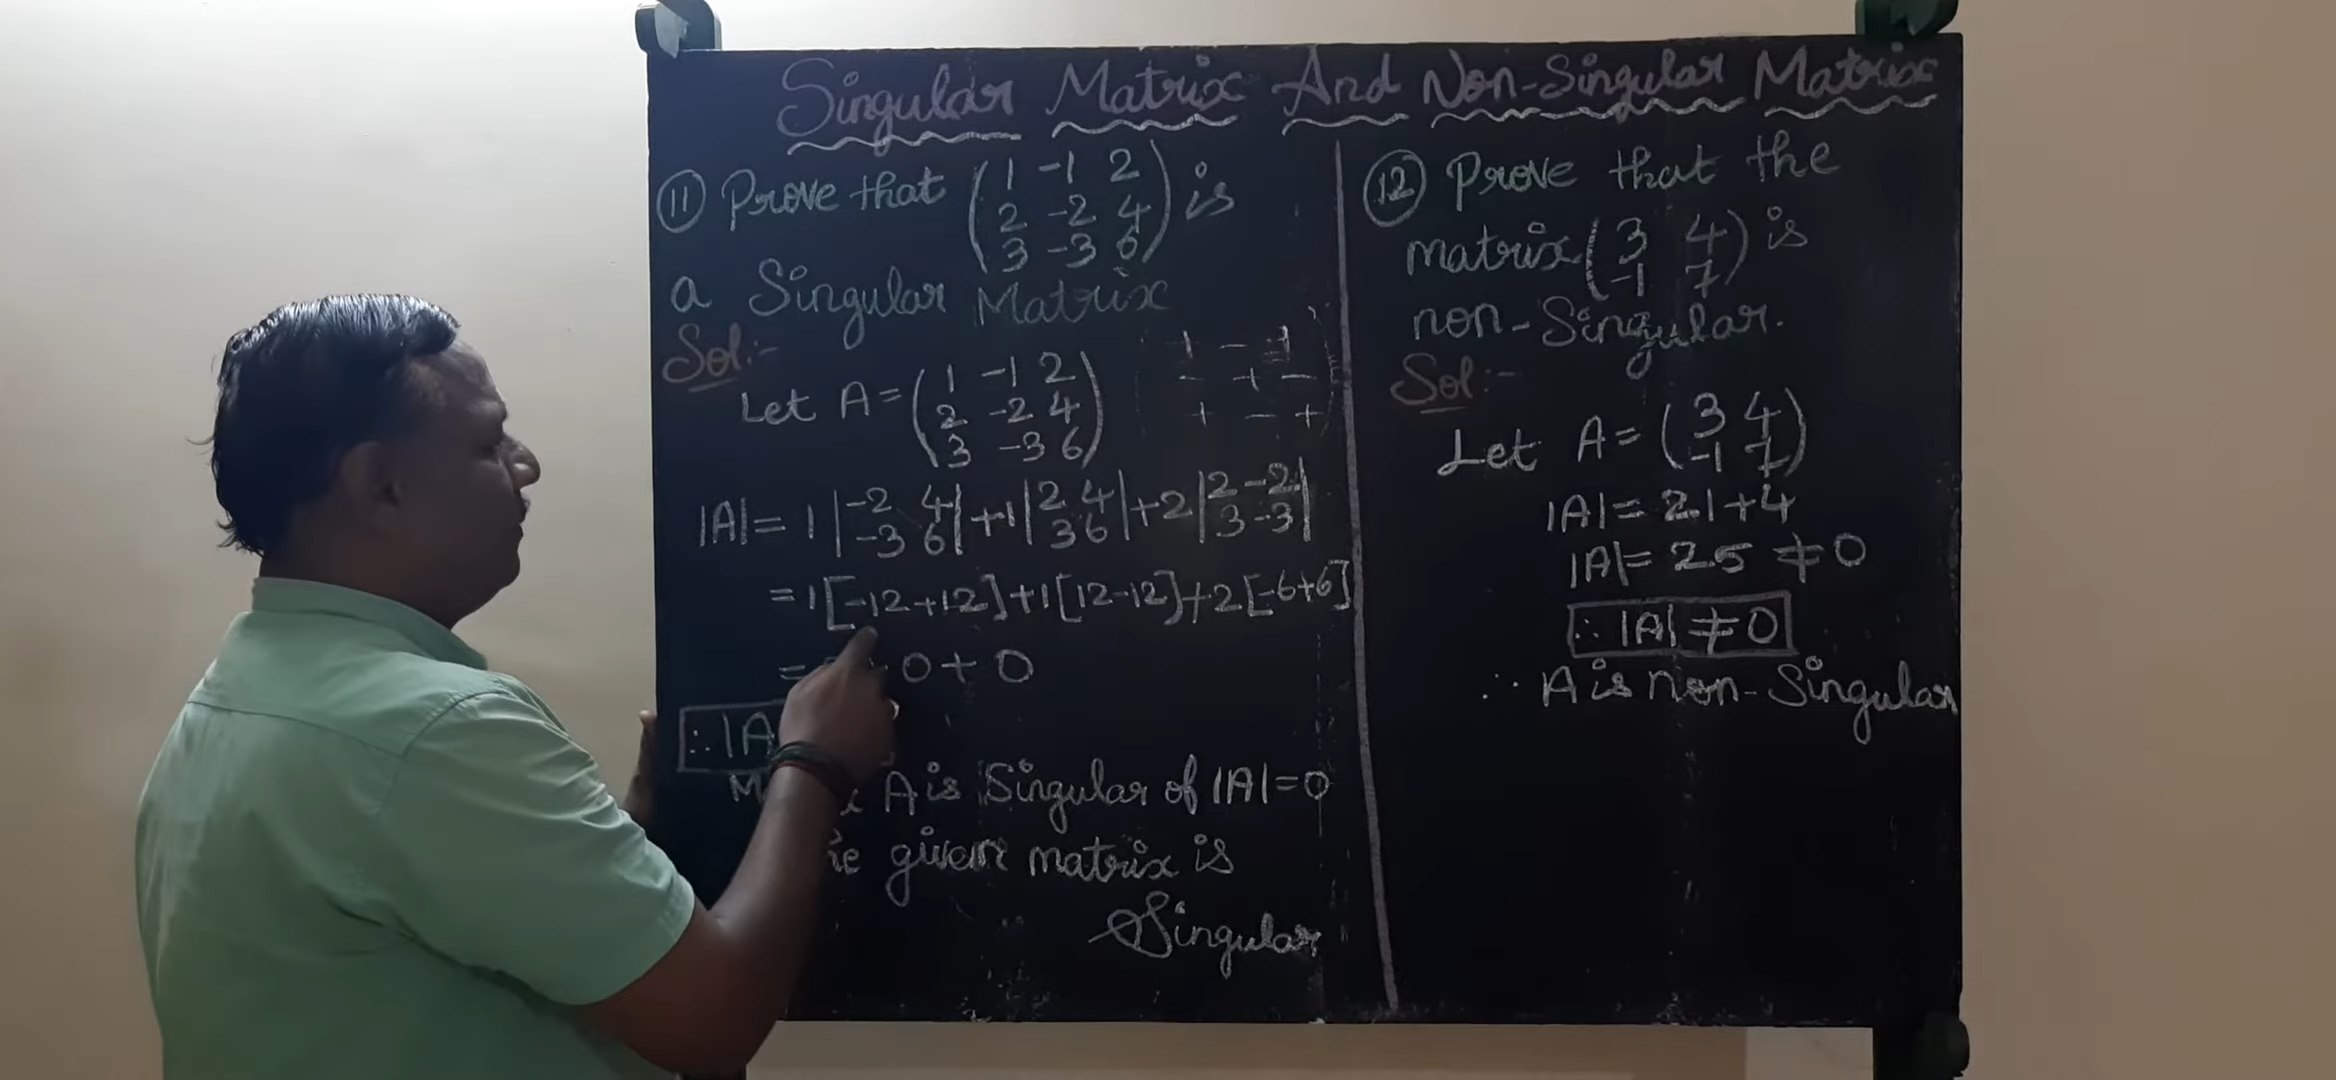 Singular Matrix And Non-Singular Matrix
11 Prove that (1 -1 2
2 -2 4
3 -3 6) is
a Singular Matrix
Sol:-
Let A = (1 -1 2
2 -2 4
3 -3 6)
+ - +
- + -
+ - +
|A| = 1 |-2 4
-3 6| +1 |2 4
3 6| +2 |2 -2
3 -3|
= 1[-12+12]+1[12-12]+2[-6+6]
= 0 + 0
∴ |A
A is Singular of |A|=0
given matrix is
Singular
12 Prove that the
matrix (3 4
-1 7) is
non-Singular.
Sol:-
Let A = (3 4
-1 7)
|A| = 21+4
|A| = 25 ≠ 0
∴ |A| ≠ 0
∴ A is non-Singular